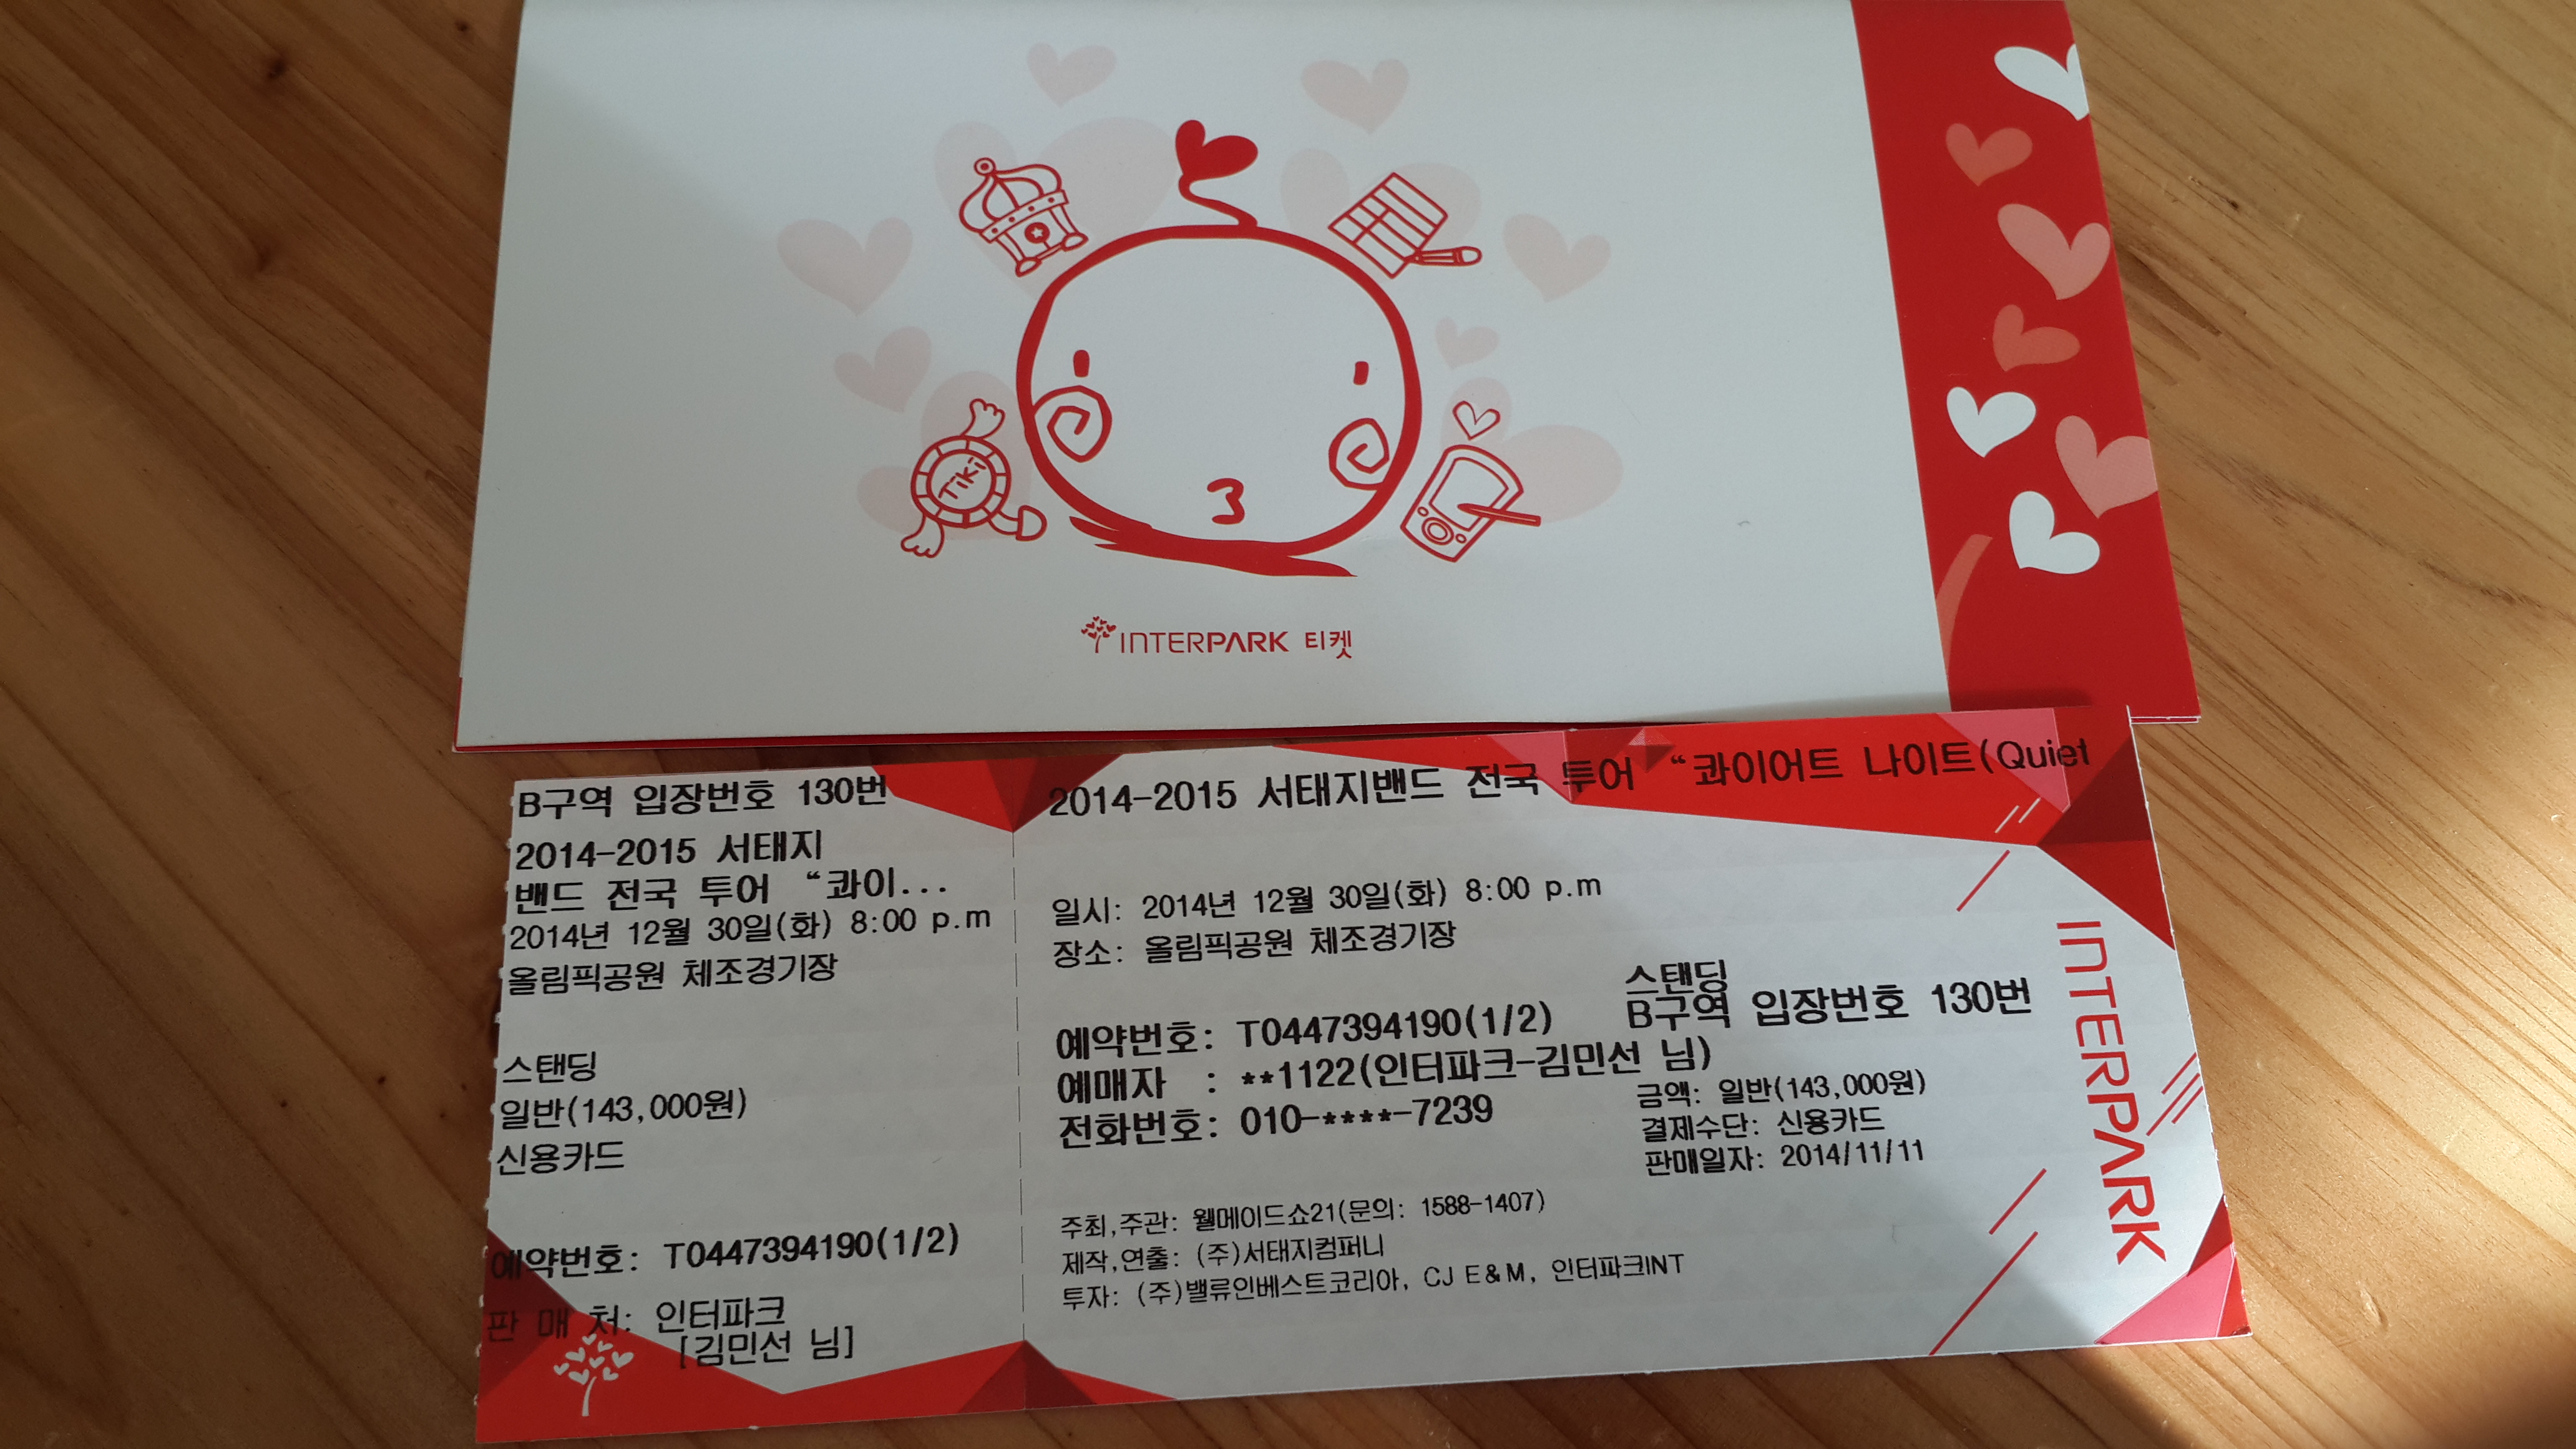 Tiki
3
INTERPARK 티켓
B구역 입장번호 130번
2014-2015 서태지
밴드 전국 투어 “콰이...
2014년 12월 30일(화) 8:00 p.m
올림픽공원 체조경기장
스탠딩
일반(143,000원)
신용카드
예약번호: T0447394190(1/2)
판 매 처: 인터파크
[김민선 님]
2014-2015 서태지밴드 전국 투어 “콰이어트 나이트(Quiet
일시: 2014년 12월 30일(화) 8:00 p.m
장소: 올림픽공원 체조경기장
스탠딩
B구역 입장번호 130번
예약번호: T0447394190(1/2)
예매자 : **1122(인터파크-김민선 님)
전화번호: 010-****-7239
금액: 일반(143,000원)
결제수단: 신용카드
판매일자: 2014/11/11
주최,주관: 웰메이드쇼21(문의: 1588-1407)
제작,연출: (주)서태지컴퍼니
투자: (주)밸류인베스트코리아, CJ E&M, 인터파크INT
INTERPARK